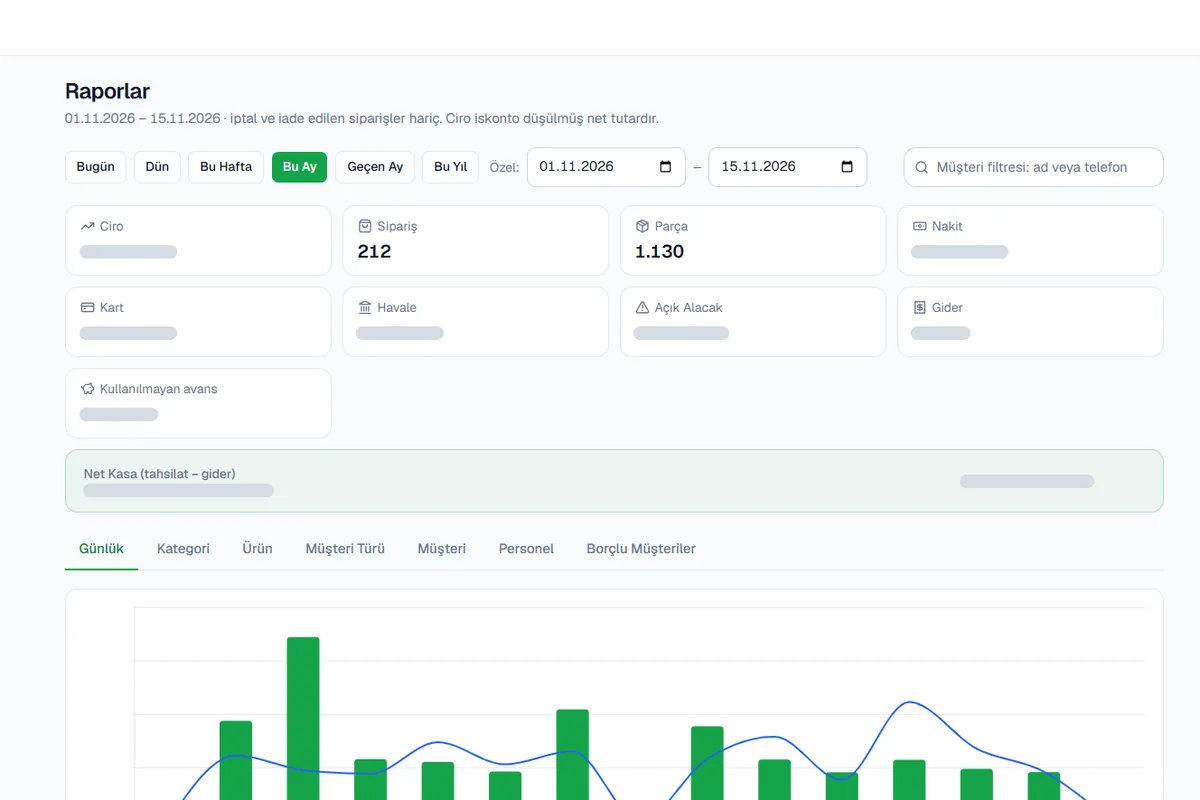 Raporlar
01.11.2026 – 15.11.2026 · iptal ve iade edilen siparişler hariç. Ciro iskonto düşülmüş net tutardır.
Bugün Dün Bu Hafta Bu Ay Geçen Ay Bu Yıl Özel: 01.11.2026 – 15.11.2026 Müşteri filtresi: ad veya telefon
Ciro Sipariş Parça Nakit
212 1.130
Kart Havale Açık Alacak Gider
Kullanılmayan avans
Net Kasa (tahsilat – gider)
Günlük Kategori Ürün Müşteri Türü Müşteri Personel Borçlu Müşteriler